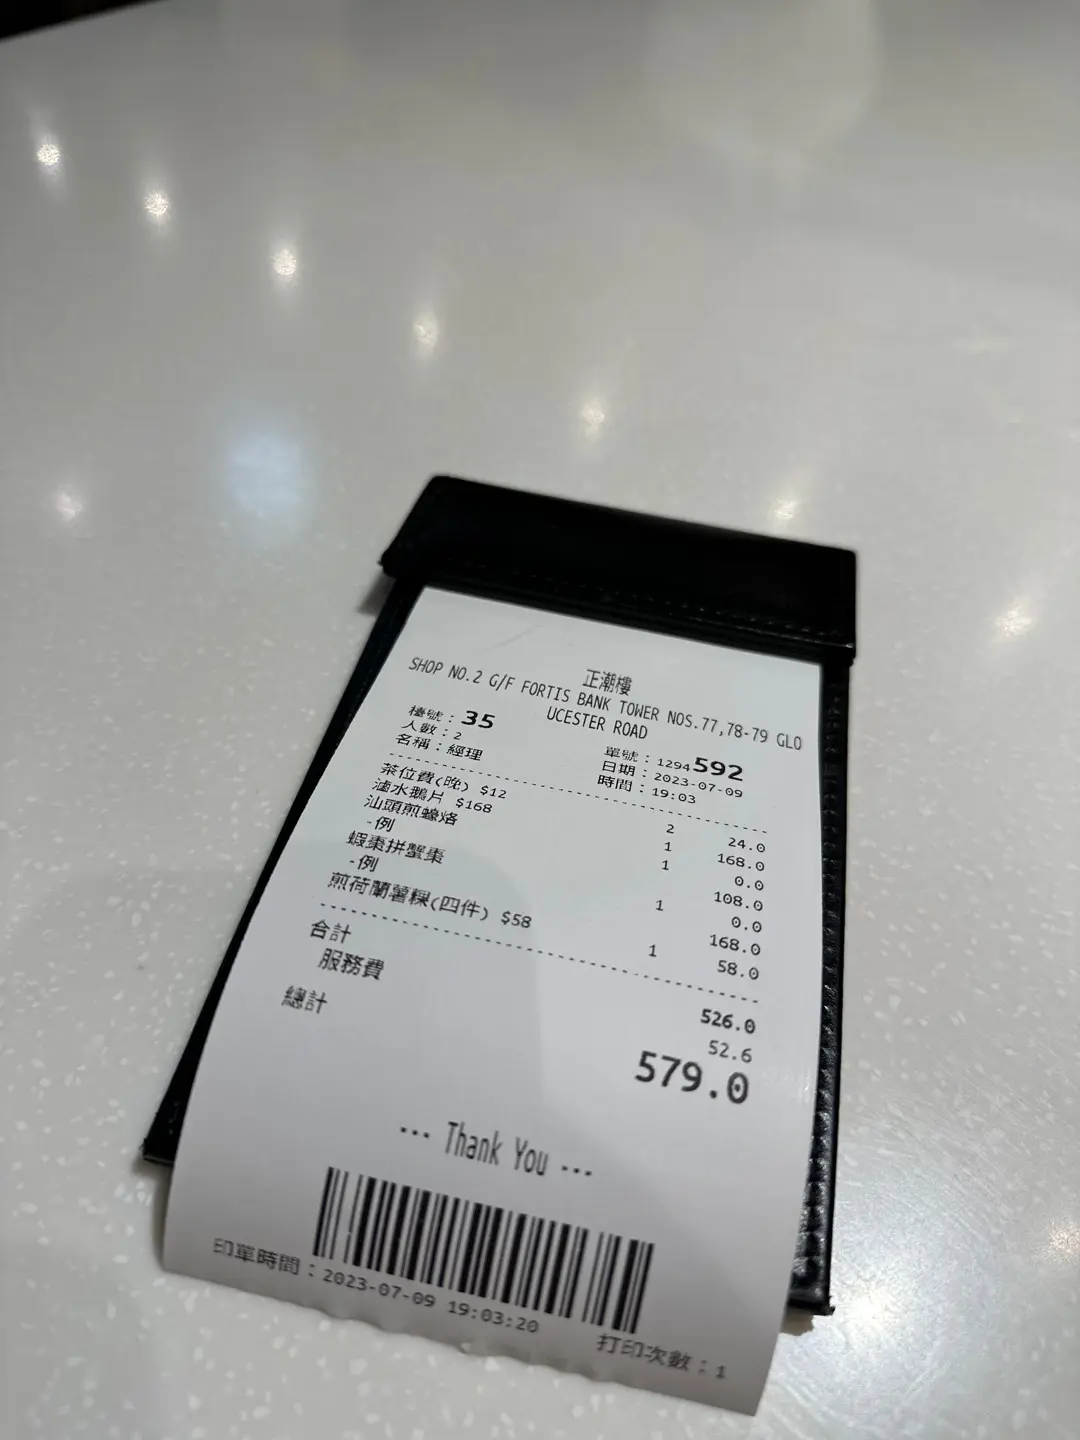 正潮樓
SHOP NO.2 G/F FORTIS BANK TOWER NOS.77,78-79 GLO
UCESTER ROAD
檯號：35 單號：1294592
人數：2 日期：2023-07-09
名稱：經理 時間：19:03
茶位費(晚) $12 2 24.0
滷水鵝片 $168 1 168.0
汕頭煎蠔烙 1 0.0
-例 108.0
蝦棗拼蟹棗 1 0.0
-例 168.0
煎荷蘭薯粿(四件) $58 1 58.0
合計 526.0
服務費 52.6
總計 579.0
--- Thank You ---
印單時間：2023-07-09 19:03:20 打印次數：1